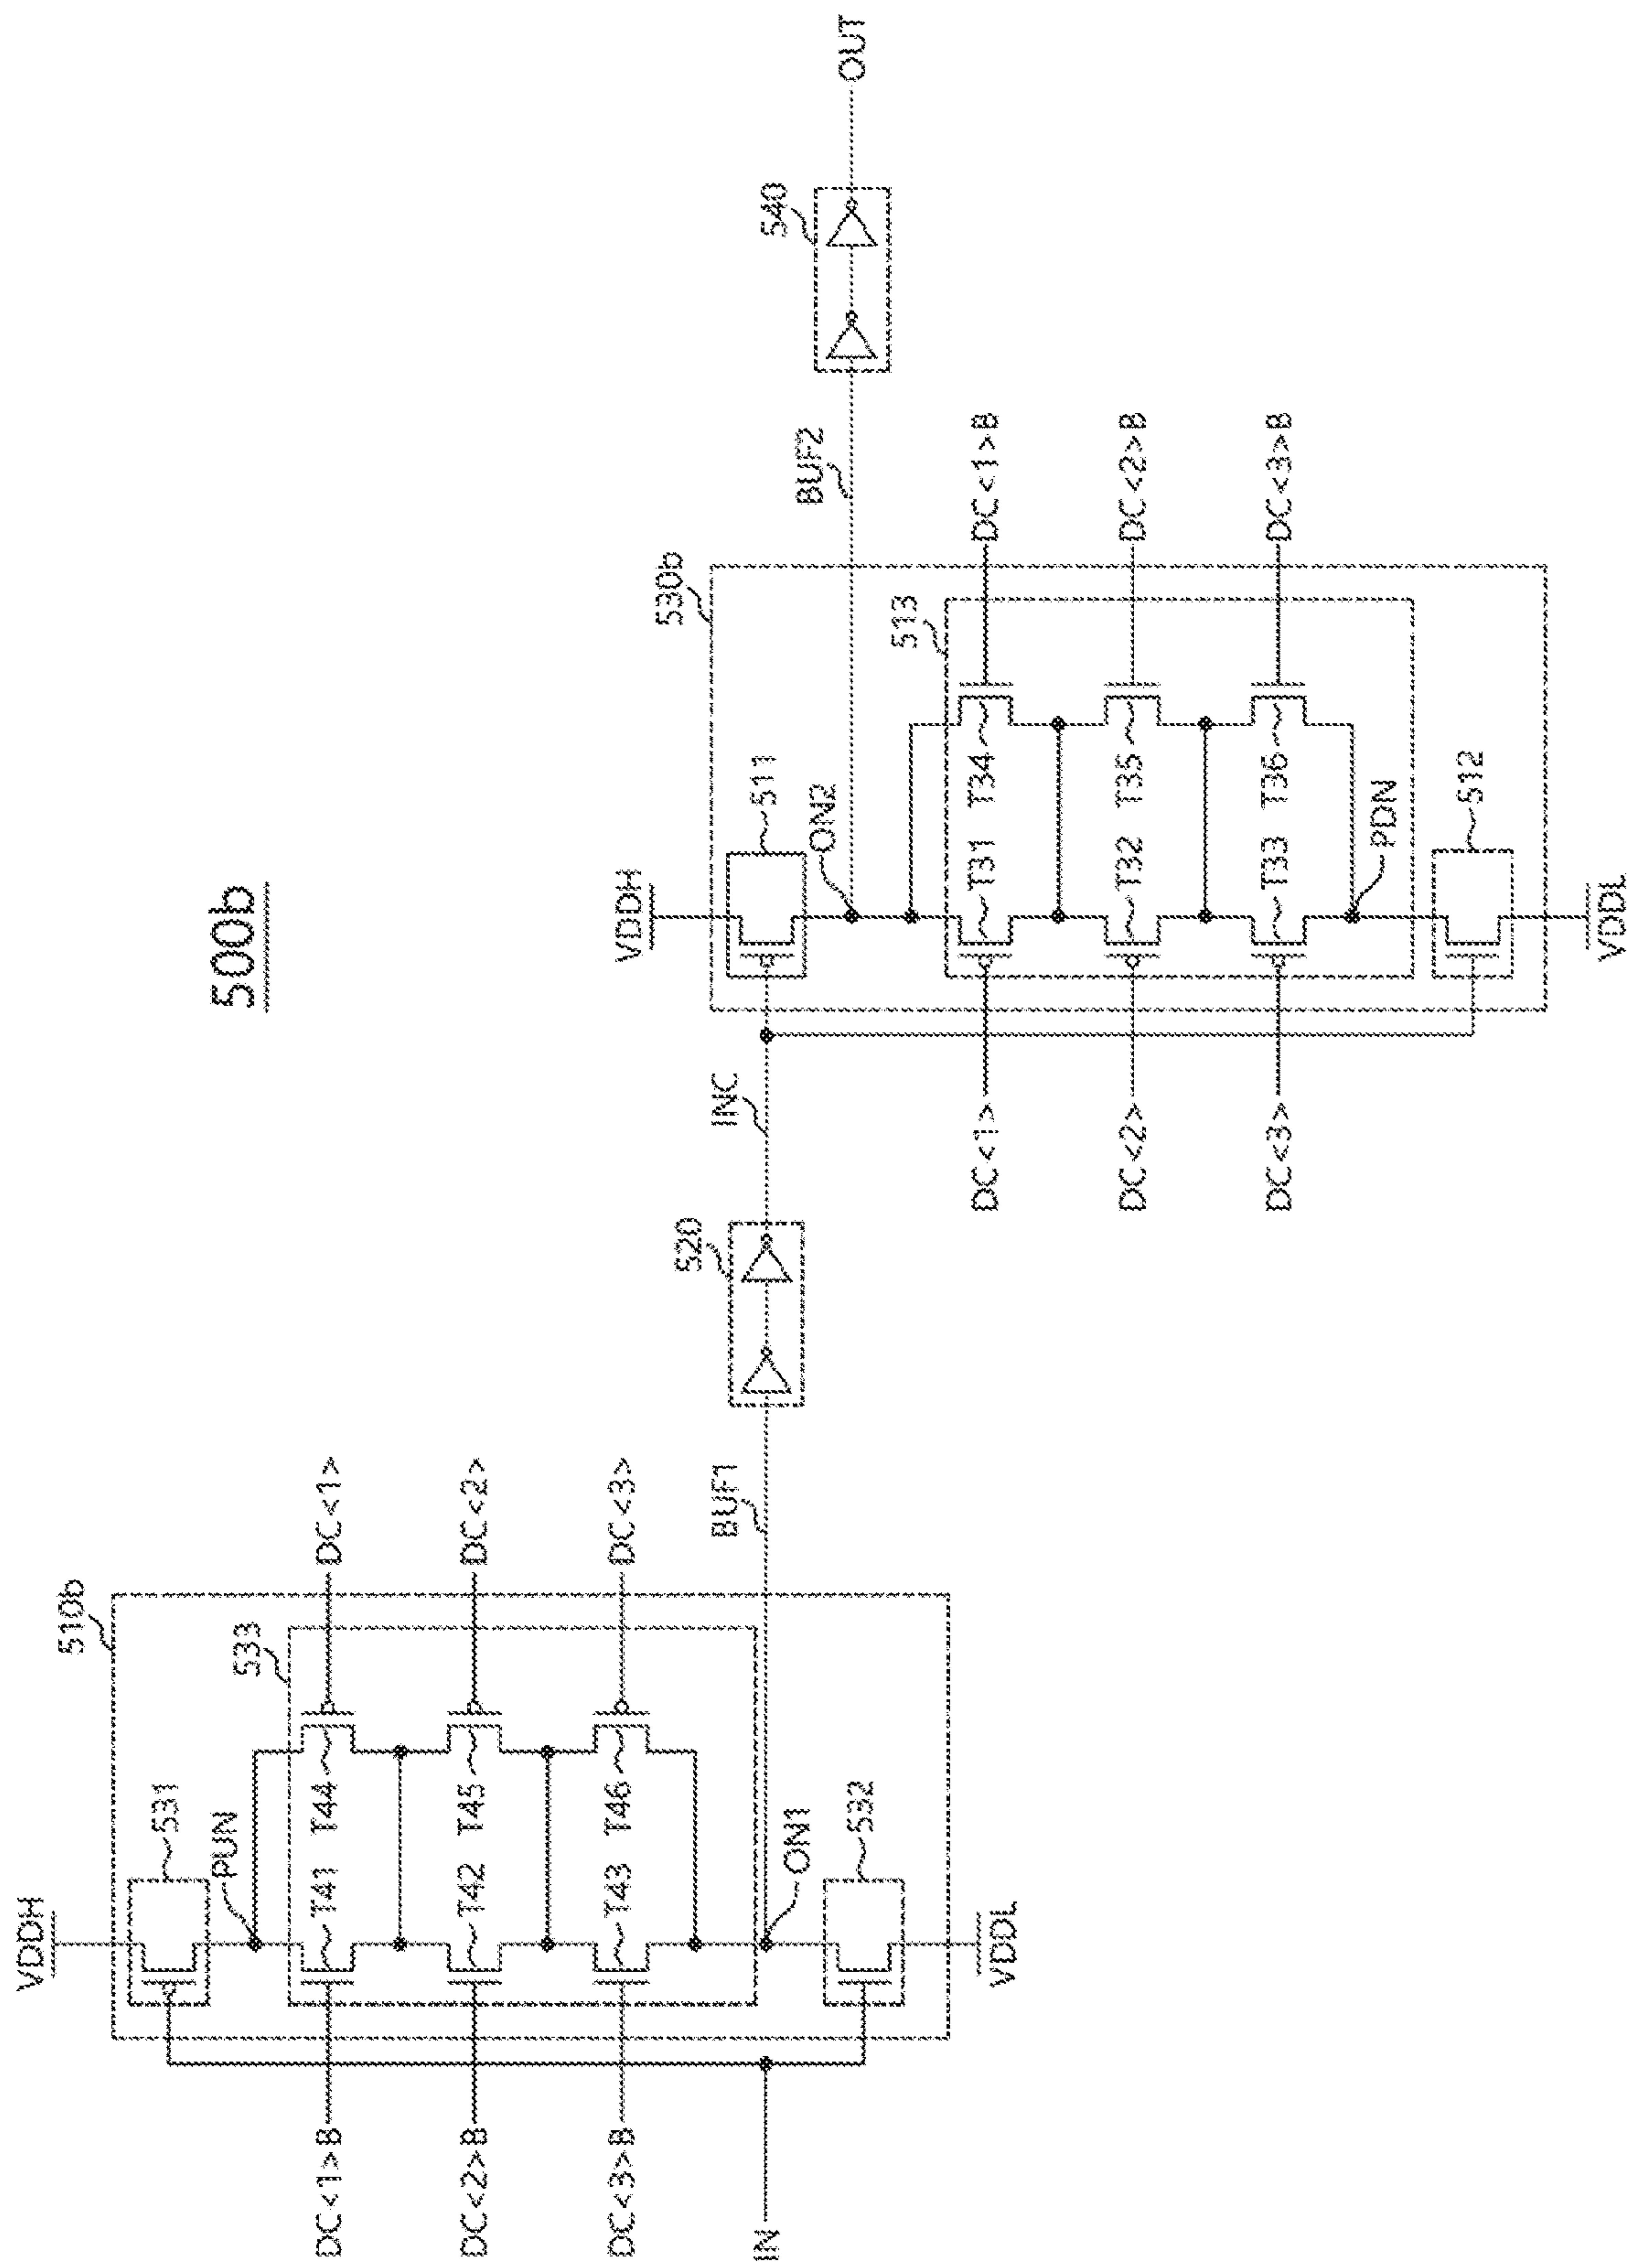 500b
VDDH
510b
531
PUN
533
DC<1>B
T41
T44
DC<1>
DC<2>B
T42
T45
DC<2>
DC<3>B
T43
T46
DC<3>
IN
ON1
BUF1
532
VDDL
520
INC
VDDH
530b
511
ON2
BUF2
540
OUT
513
DC<1>
T31
T34
DC<1>B
DC<2>
T32
T35
DC<2>B
DC<3>
T33
T36
DC<3>B
PDN
512
VDDL